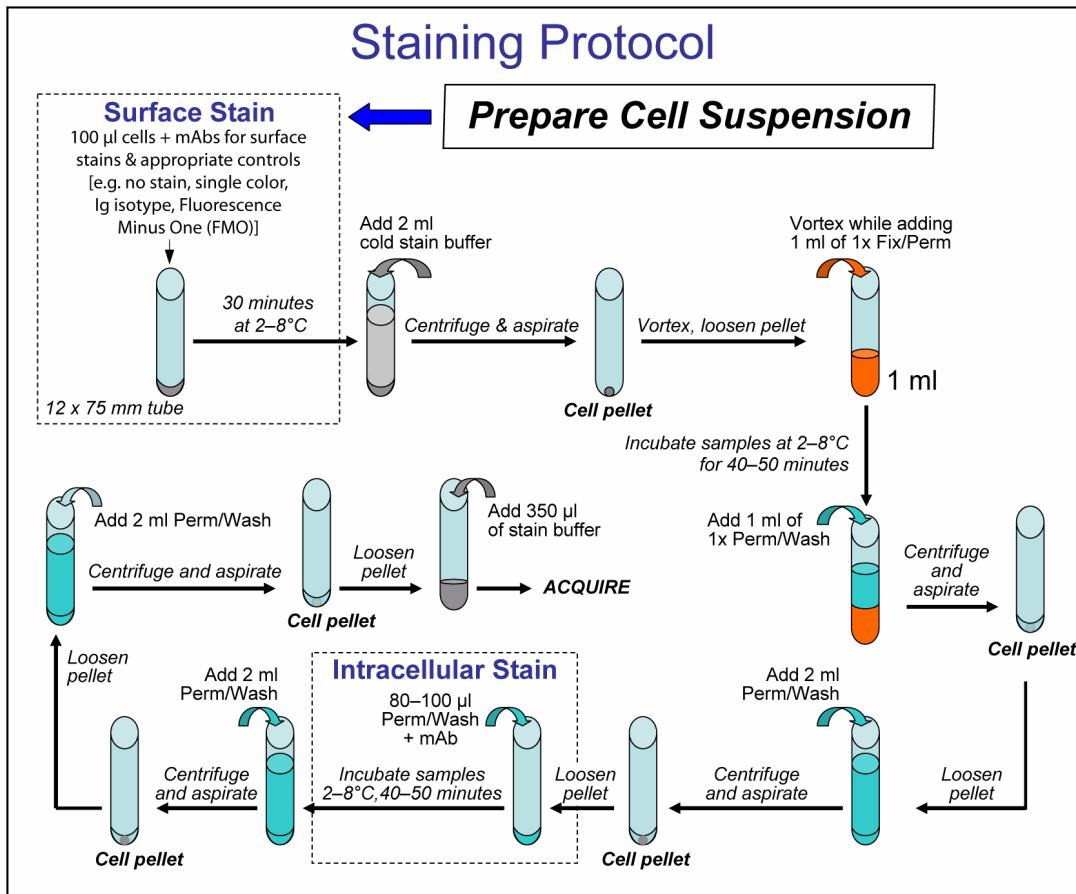 Staining Protocol
Prepare Cell Suspension
Surface Stain
100 µl cells + mAbs for surface
stains & appropriate controls
[e.g. no stain, single color,
Ig isotype, Fluorescence
Minus One (FMO)]
12 x 75 mm tube
30 minutes
at 2–8°C
Add 2 ml
cold stain buffer
Centrifuge & aspirate
Cell pellet
Vortex, loosen pellet
Vortex while adding
1 ml of 1x Fix/Perm
1 ml
Incubate samples at 2–8°C
for 40–50 minutes
Add 1 ml of
1x Perm/Wash
Centrifuge
and
aspirate
Cell pellet
Loosen
pellet
Add 2 ml
Perm/Wash
Centrifuge
and aspirate
Cell pellet
Loosen
pellet
Intracellular Stain
80–100 µl
Perm/Wash
+ mAb
Incubate samples
2–8°C,40–50 minutes
Add 2 ml
Perm/Wash
Centrifuge
and aspirate
Cell pellet
Loosen
pellet
Add 2 ml Perm/Wash
Centrifuge and aspirate
Cell pellet
Loosen
pellet
Add 350 µl
of stain buffer
ACQUIRE